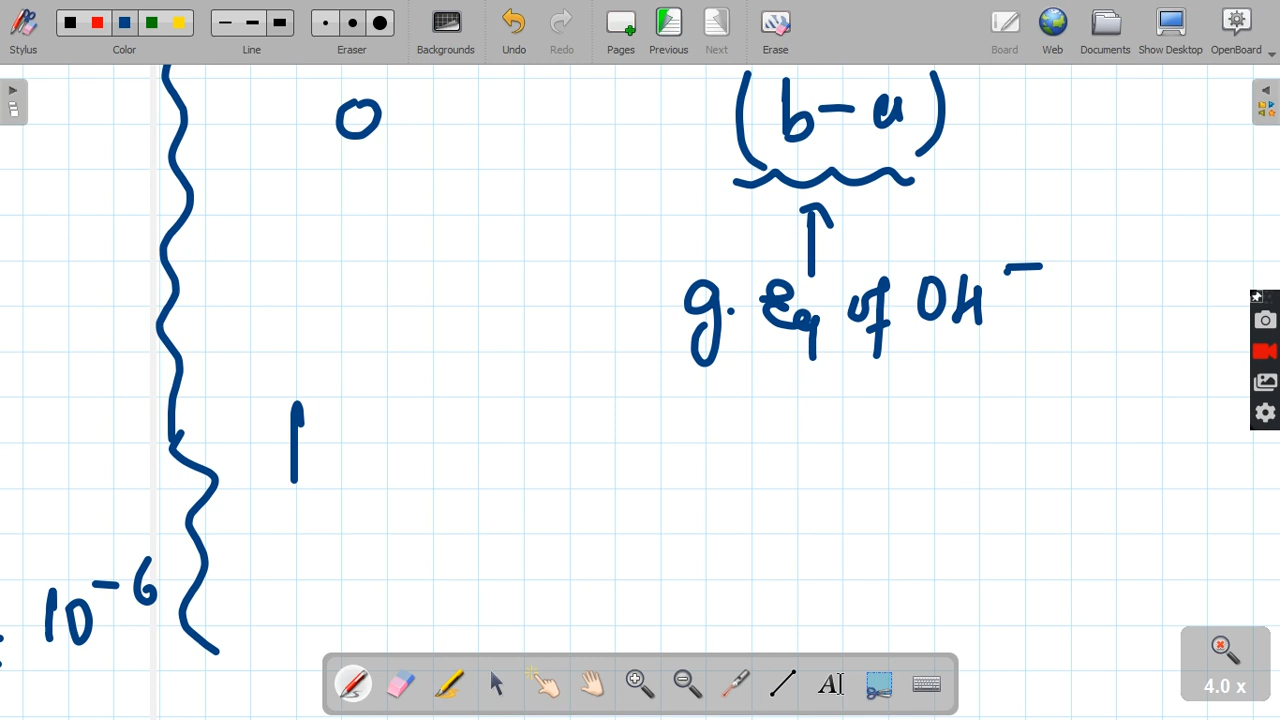 Stylus Color Line Eraser Backgrounds Undo Redo Pages Previous Next Erase Board Web Documents Show Desktop OpenBoard
0 (b - a)
g. Eq of OH⁻
10⁻⁶
4.0 x